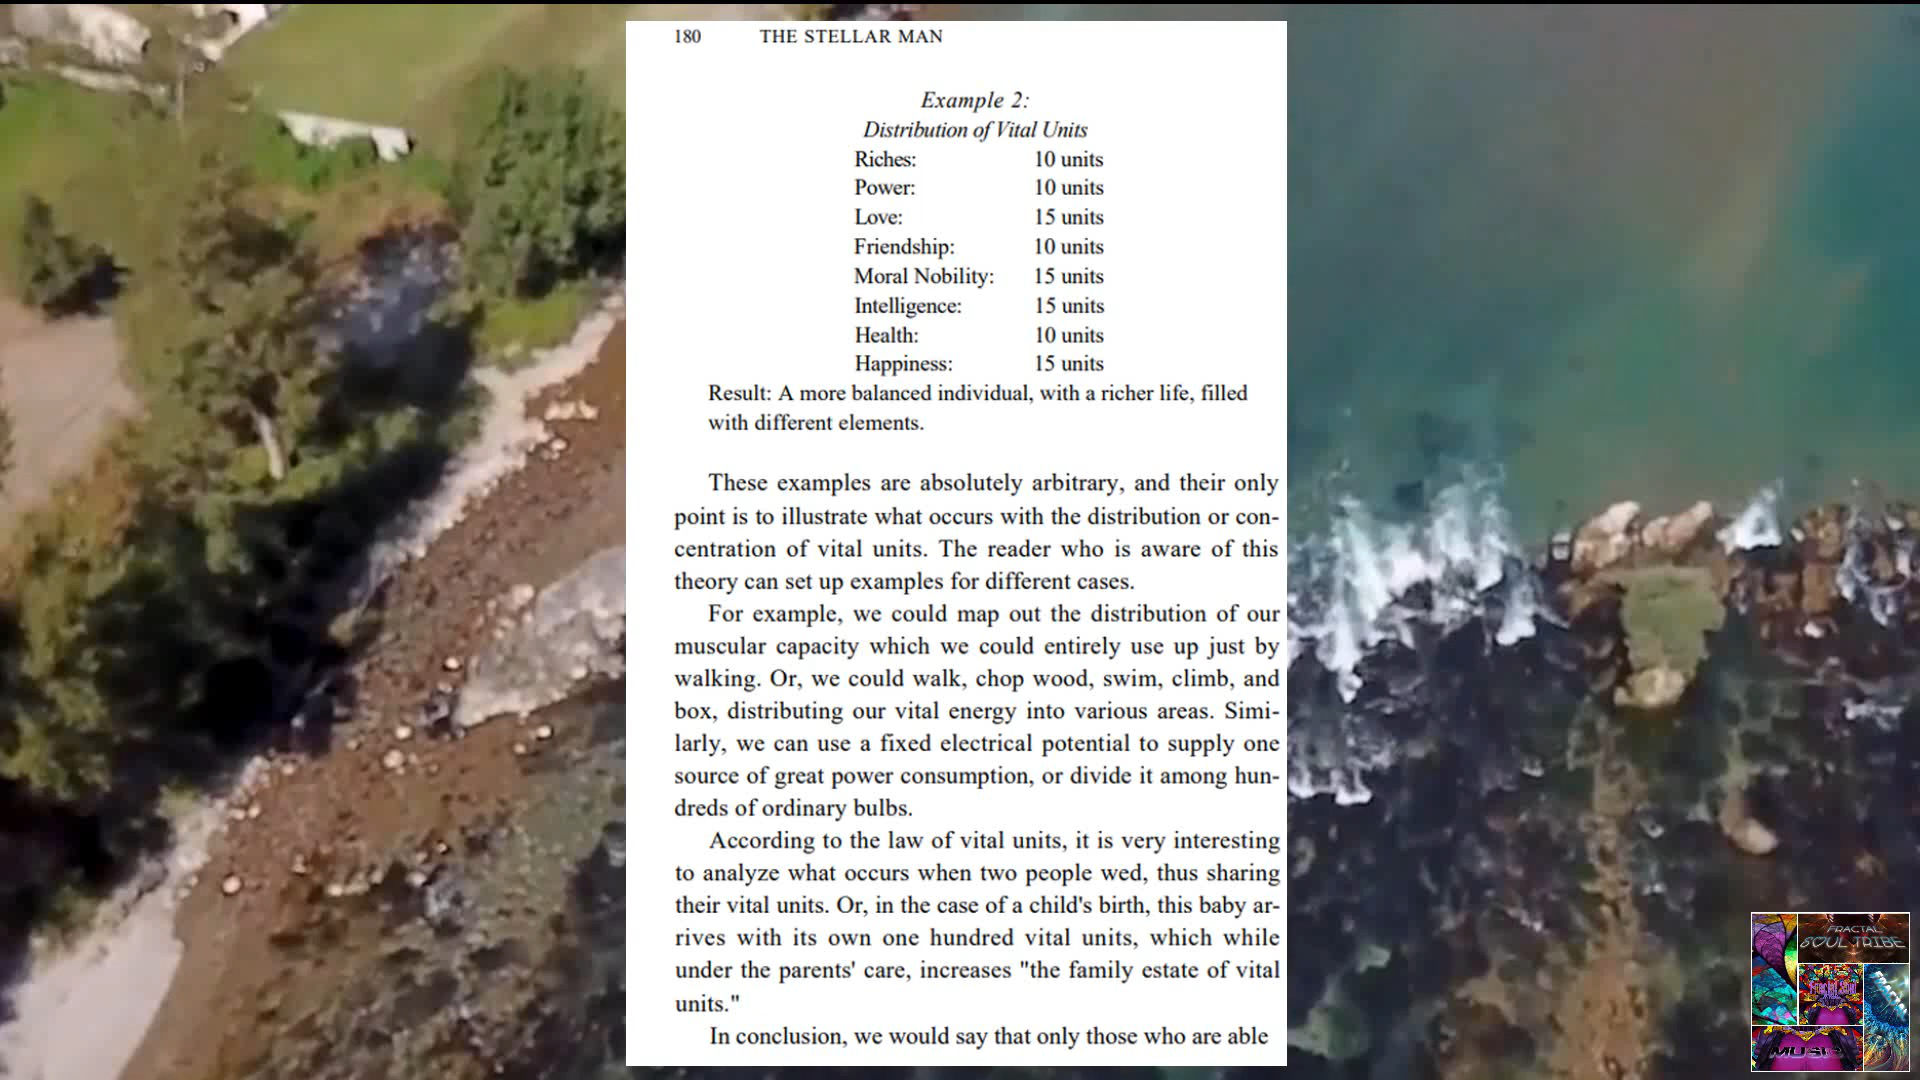 180 THE STELLAR MAN
Example 2:
Distribution of Vital Units
Riches: 10 units
Power: 10 units
Love: 15 units
Friendship: 10 units
Moral Nobility: 15 units
Intelligence: 15 units
Health: 10 units
Happiness: 15 units
Result: A more balanced individual, with a richer life, filled
with different elements.
These examples are absolutely arbitrary, and their only
point is to illustrate what occurs with the distribution or con-
centration of vital units. The reader who is aware of this
theory can set up examples for different cases.
For example, we could map out the distribution of our
muscular capacity which we could entirely use up just by
walking. Or, we could walk, chop wood, swim, climb, and
box, distributing our vital energy into various areas. Simi-
larly, we can use a fixed electrical potential to supply one
source of great power consumption, or divide it among hun-
dreds of ordinary bulbs.
According to the law of vital units, it is very interesting
to analyze what occurs when two people wed, thus sharing
their vital units. Or, in the case of a child's birth, this baby ar-
rives with its own one hundred vital units, which while
under the parents' care, increases "the family estate of vital
units."
In conclusion, we would say that only those who are able
FRACTAL
SOUL TRIBE
Fractal Soul
MUSIC